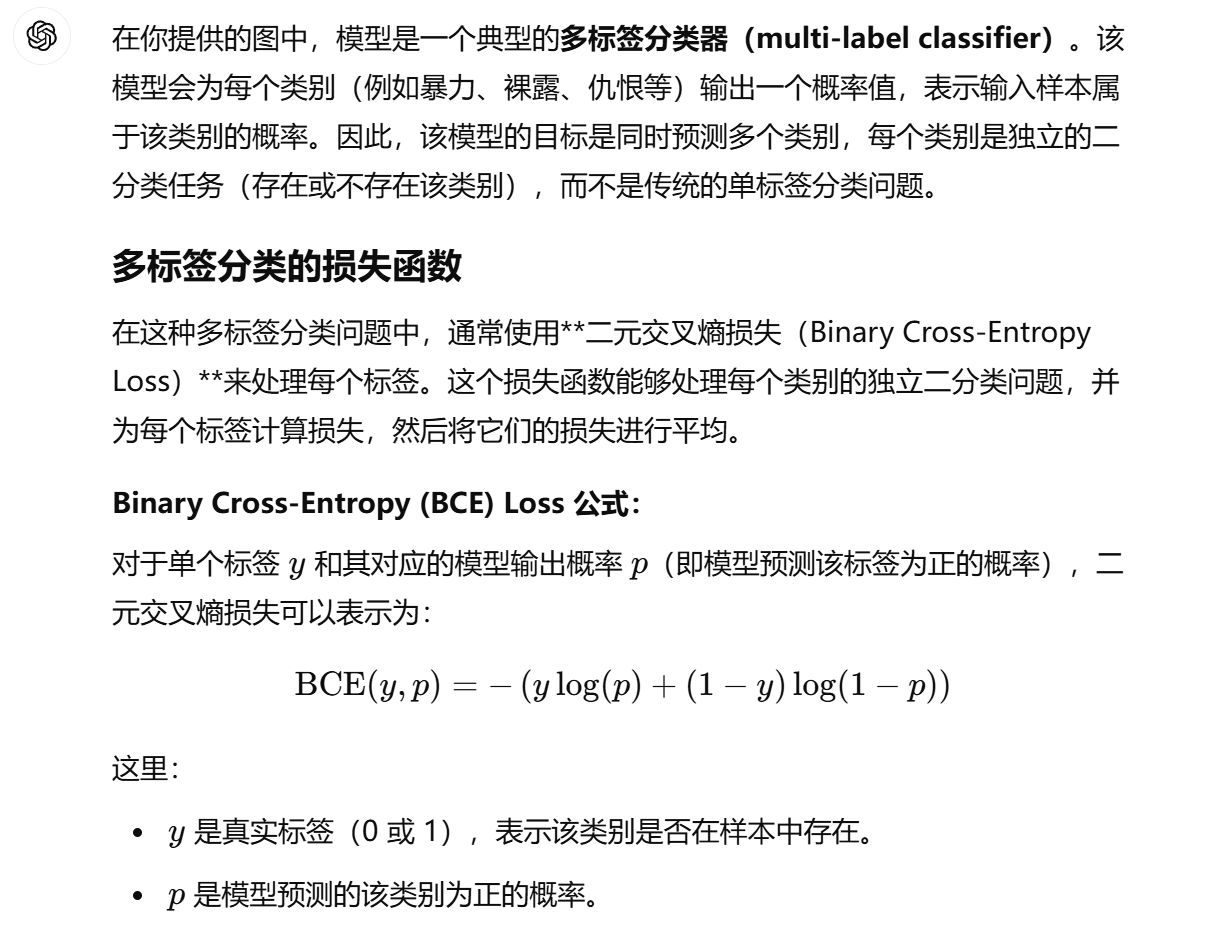 在你提供的图中，模型是一个典型的多标签分类器（multi-label classifier）。该
模型会为每个类别（例如暴力、裸露、仇恨等）输出一个概率值，表示输入样本属
于该类别的概率。因此，该模型的目标是同时预测多个类别，每个类别是独立的二
分类任务（存在或不存在该类别），而不是传统的单标签分类问题。
多标签分类的损失函数
在这种多标签分类问题中，通常使用**二元交叉熵损失（Binary Cross-Entropy
Loss）**来处理每个标签。这个损失函数能够处理每个类别的独立二分类问题，并
为每个标签计算损失，然后将它们的损失进行平均。
Binary Cross-Entropy (BCE) Loss 公式：
对于单个标签 y 和其对应的模型输出概率 p（即模型预测该标签为正的概率），二
元交叉熵损失可以表示为：
BCE(y, p) = − (y log(p) + (1 − y) log(1 − p))
这里：
• y 是真实标签（0 或 1），表示该类别是否在样本中存在。
• p 是模型预测的该类别为正的概率。